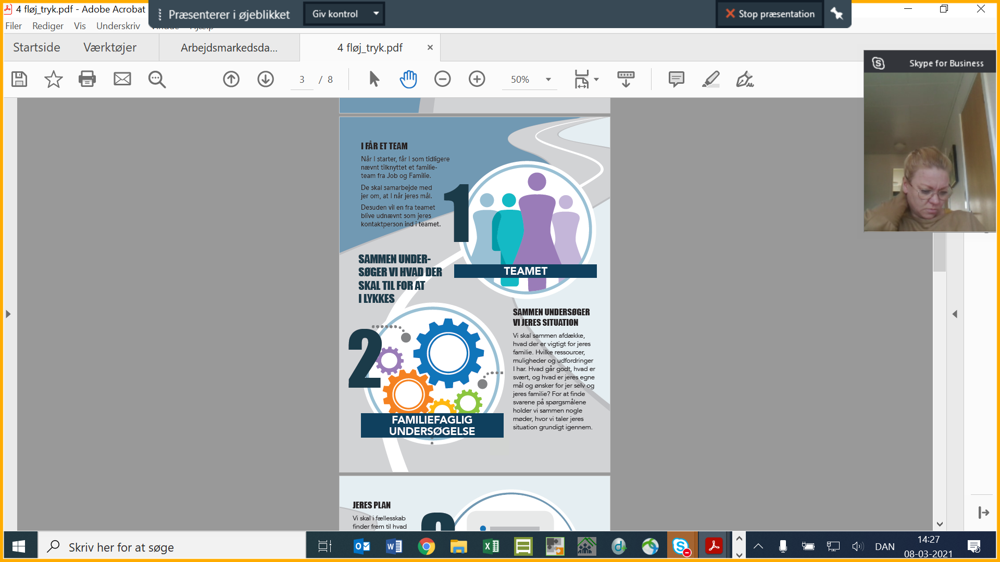 4 fløj_tryk.pdf - Adobe Acrobat
Præsenterer i øjeblikket
Giv kontrol
Stop præsentation
Filer Rediger Vis Underskriv Vindue Hjælp
Startside Værktøjer Arbejdsmarkedsda... 4 fløj_tryk.pdf
3 / 8
50%
Skype for Business
I FÅR ET TEAM
Når I starter, får I som tidligere
nævnt tilknyttet et familie-
team fra Job og Familie.
De skal samarbejde med
jer om, at I når jeres mål.
Desuden vil en fra teamet
blive udnævnt som jeres
kontaktperson ind i teamet.
1
TEAMET
SAMMEN UNDER-
SØGER VI HVAD DER
SKAL TIL FOR AT
I LYKKES
2
FAMILIEFAGLIG
UNDERSØGELSE
SAMMEN UNDERSØGER
VI JERES SITUATION
Vi skal sammen afdække,
hvad der er vigtigt for jeres
familie. Hvilke ressourcer,
muligheder og udfordringer
I har. Hvad går godt, hvad er
svært, og hvad er jeres egne
mål og ønsker for jer selv og
jeres familie? For at finde
svarene på spørgsmålene
holder vi sammen nogle
møder, hvor vi taler jeres
situation grundigt igennem.
JERES PLAN
Vi skal i fællesskab
finder frem til hvad
Skriv her for at søge
DAN
14:27
08-03-2021